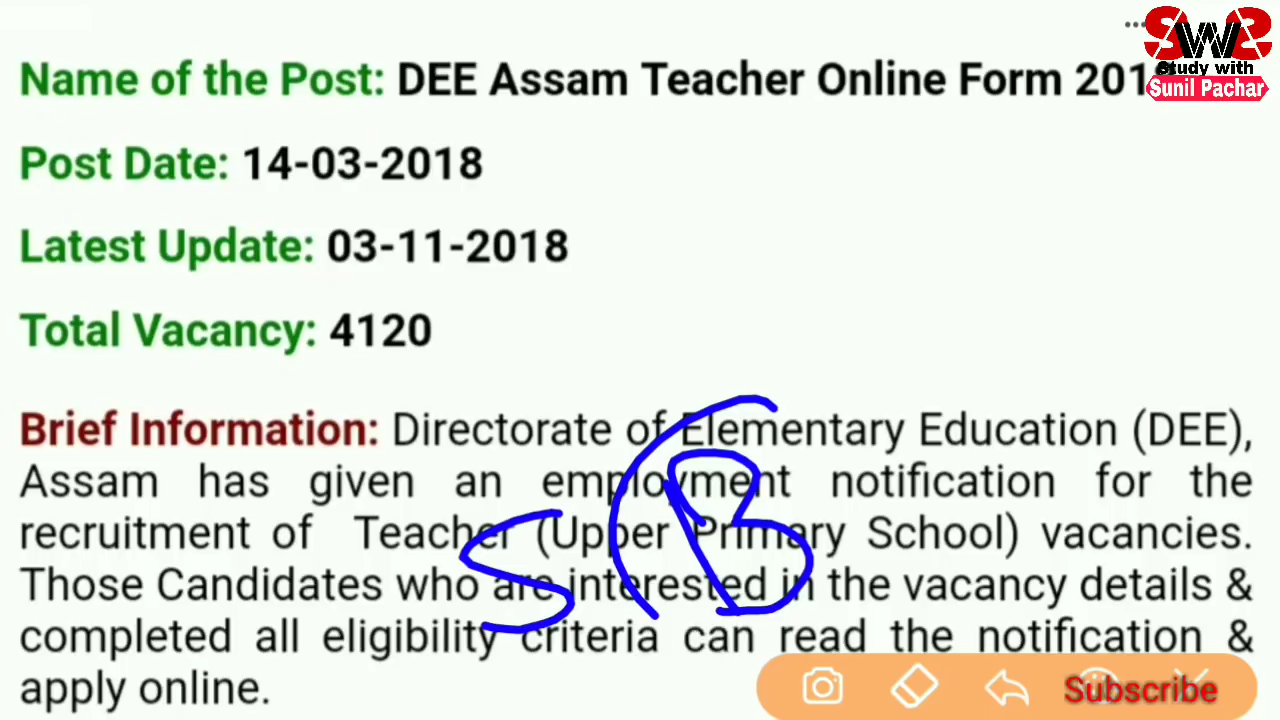 SWS
Study with
Sunil Pachar
Name of the Post: DEE Assam Teacher Online Form 201
Post Date: 14-03-2018
Latest Update: 03-11-2018
Total Vacancy: 4120
Brief Information: Directorate of Elementary Education (DEE),
Assam has given an employment notification for the
recruitment of Teacher (Upper Primary School) vacancies.
Those Candidates who are interested in the vacancy details &
completed all eligibility criteria can read the notification &
apply online.
S(B
Subscribe